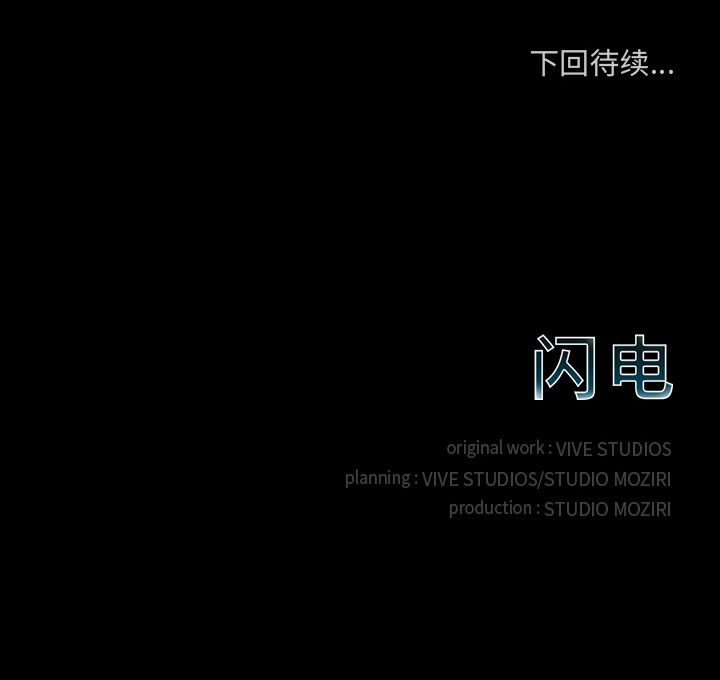 下回待续...
闪电
original work : VIVE STUDIOS
planning : VIVE STUDIOS/STUDIO MOZIRI
production : STUDIO MOZIRI